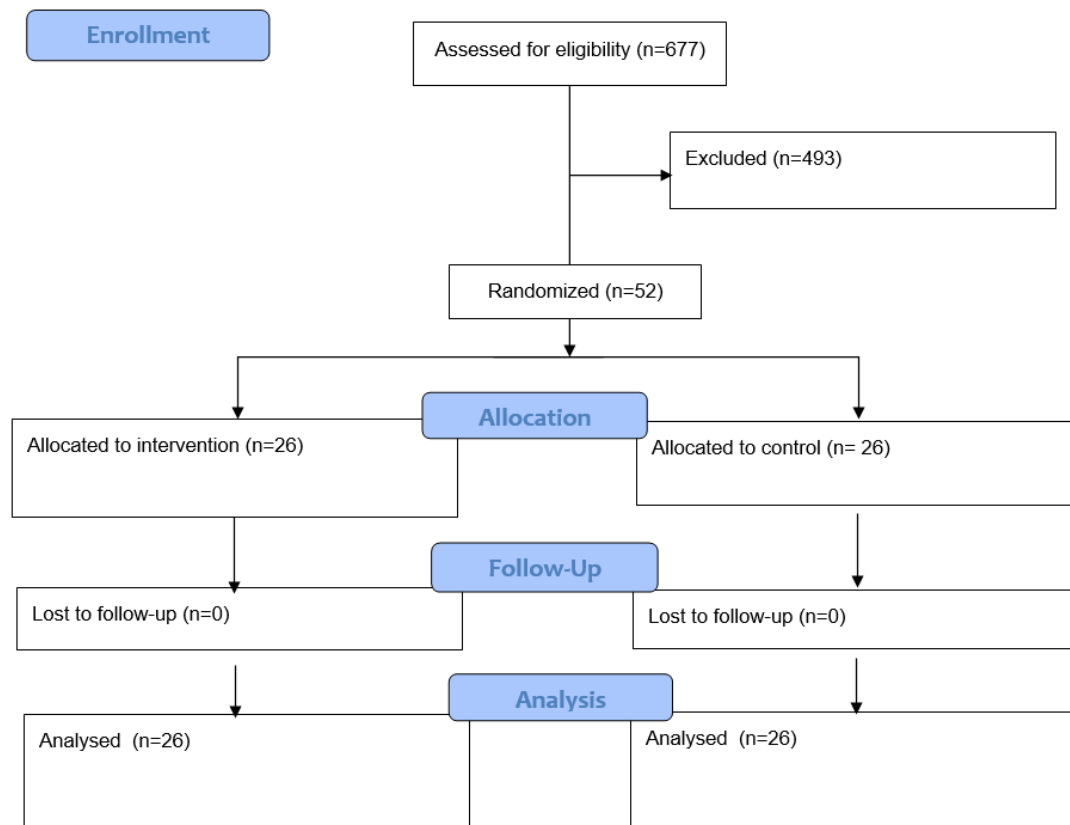 Enrollment
Assessed for eligibility (n=677)
Excluded (n=493)
Randomized (n=52)
Allocation
Allocated to intervention (n=26)
Allocated to control (n= 26)
Follow-Up
Lost to follow-up (n=0)
Lost to follow-up (n=0)
Analysis
Analysed  (n=26)
Analysed  (n=26)